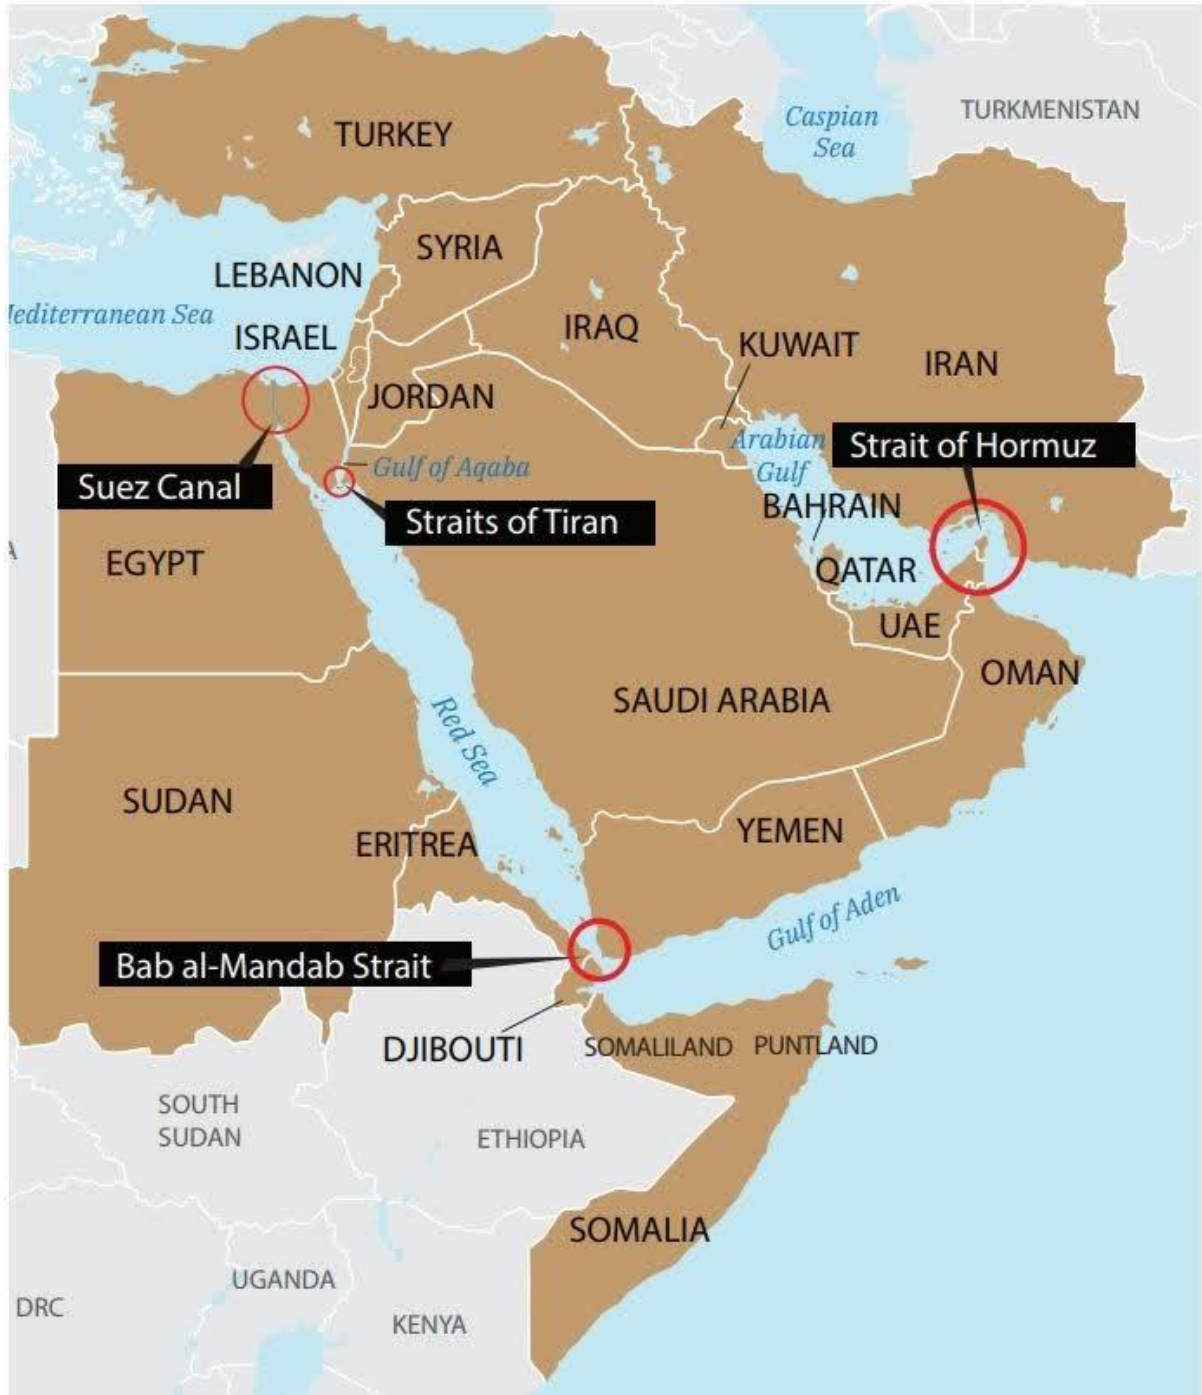 Caspian
Sea
TURKMENISTAN
TURKEY
SYRIA
LEBANON
Mediterranean Sea
ISRAEL
IRAQ
KUWAIT
IRAN
JORDAN
Arabian
Gulf
Strait of Hormuz
Gulf of Aqaba
Suez Canal
BAHRAIN
Straits of Tiran
EGYPT
QATAR
UAE
OMAN
SAUDI ARABIA
Red Sea
SUDAN
YEMEN
ERITREA
Gulf of Aden
Bab al-Mandab Strait
DJIBOUTI
SOMALILAND
PUNTLAND
SOUTH
SUDAN
ETHIOPIA
SOMALIA
UGANDA
DRC
KENYA